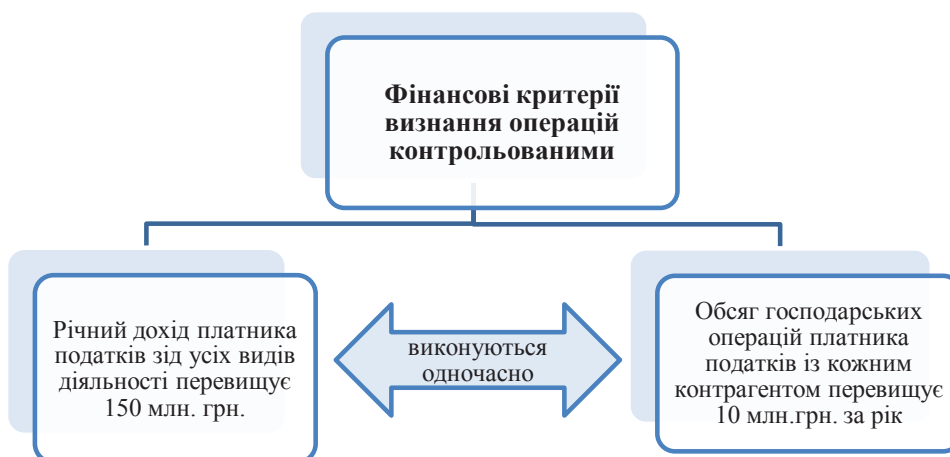 Фінансові критерії
визнання операцій
контрольованими
Річний дохід платника
податків зід усіх видів
діяльності перевищує
150 млн. грн.
виконуються
одночасно
Обсяг господарських
операцій платника
податків із кожним
контрагентом перевищує
10 млн.грн. за рік